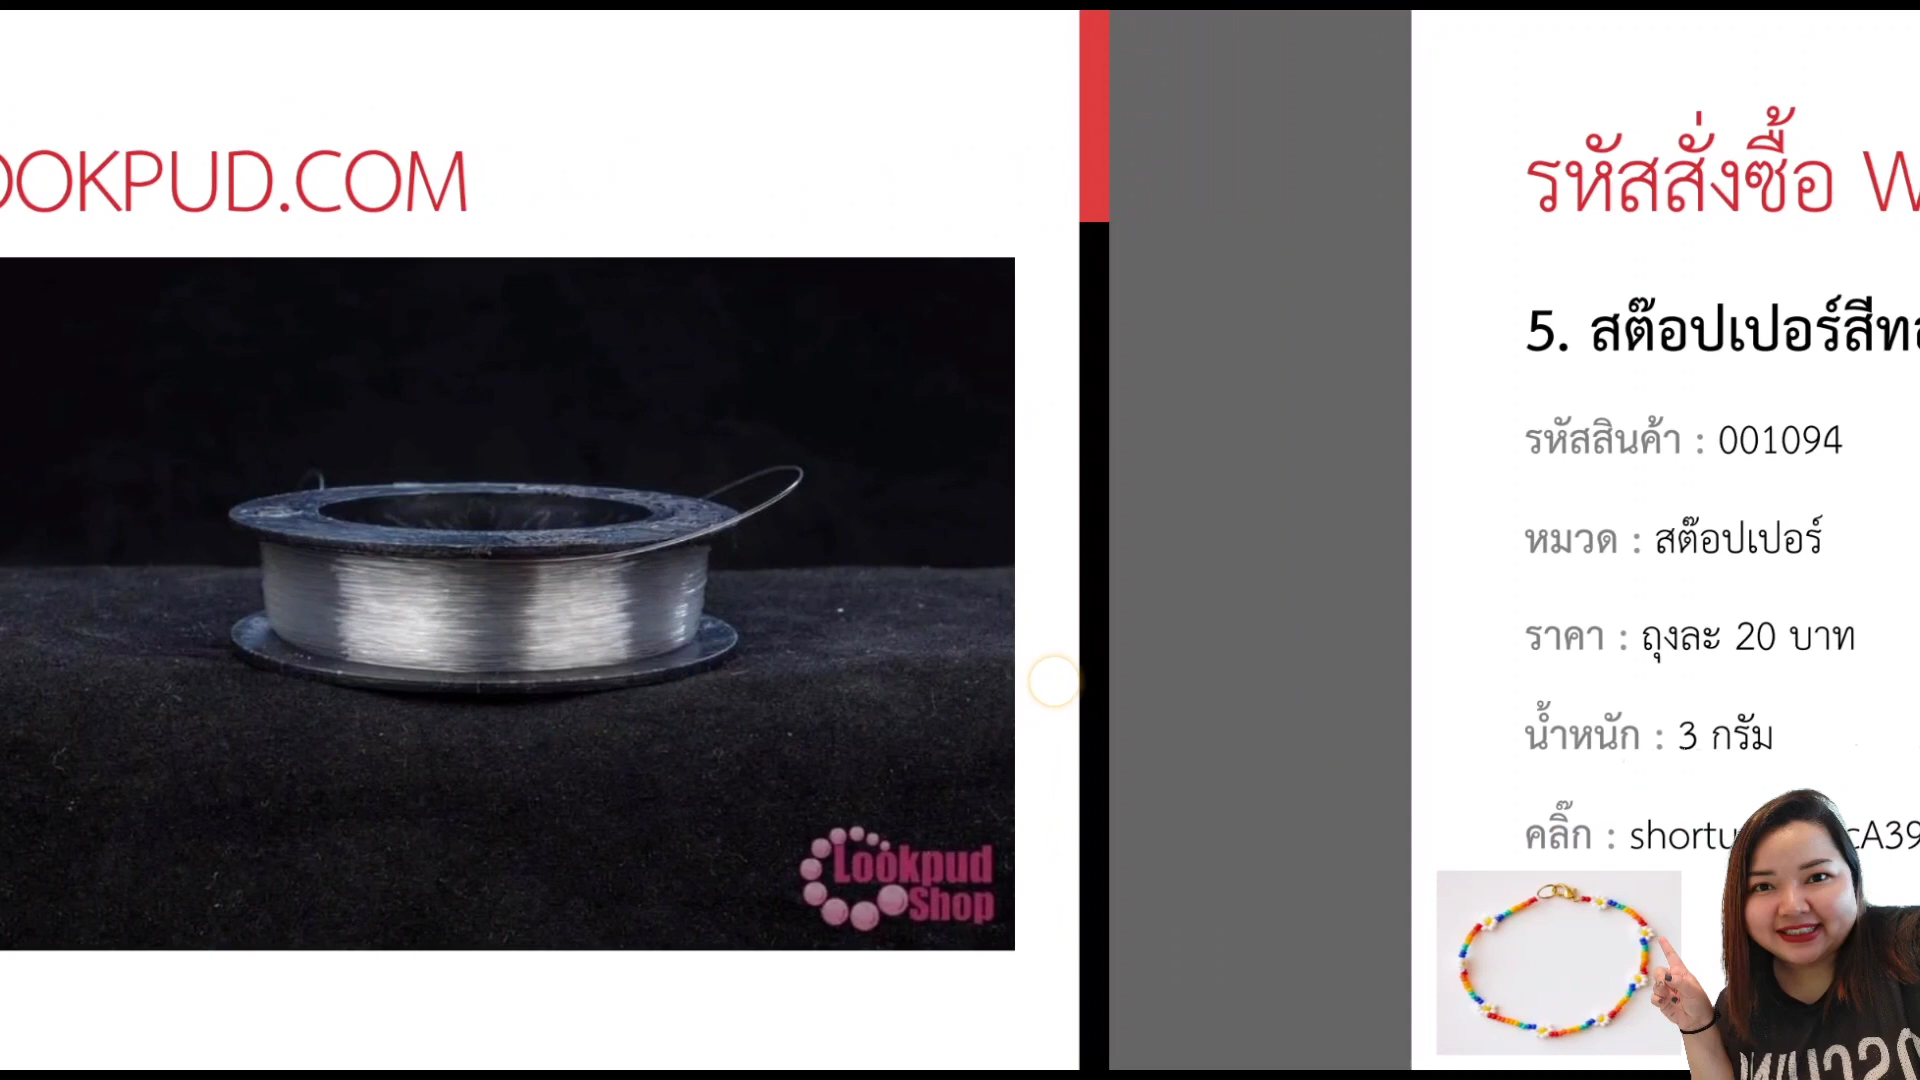 OOKPUD.COM
Lookpud
Shop
รหัสสั่งซื้อ
5. สต๊อปเปอร์สีท
รหัสสินค้า : 001094
หมวด : สต๊อปเปอร์
ราคา : ถุงละ 20 บาท
น้ำหนัก : 3 กรัม
คลิ๊ก : shortu cA39